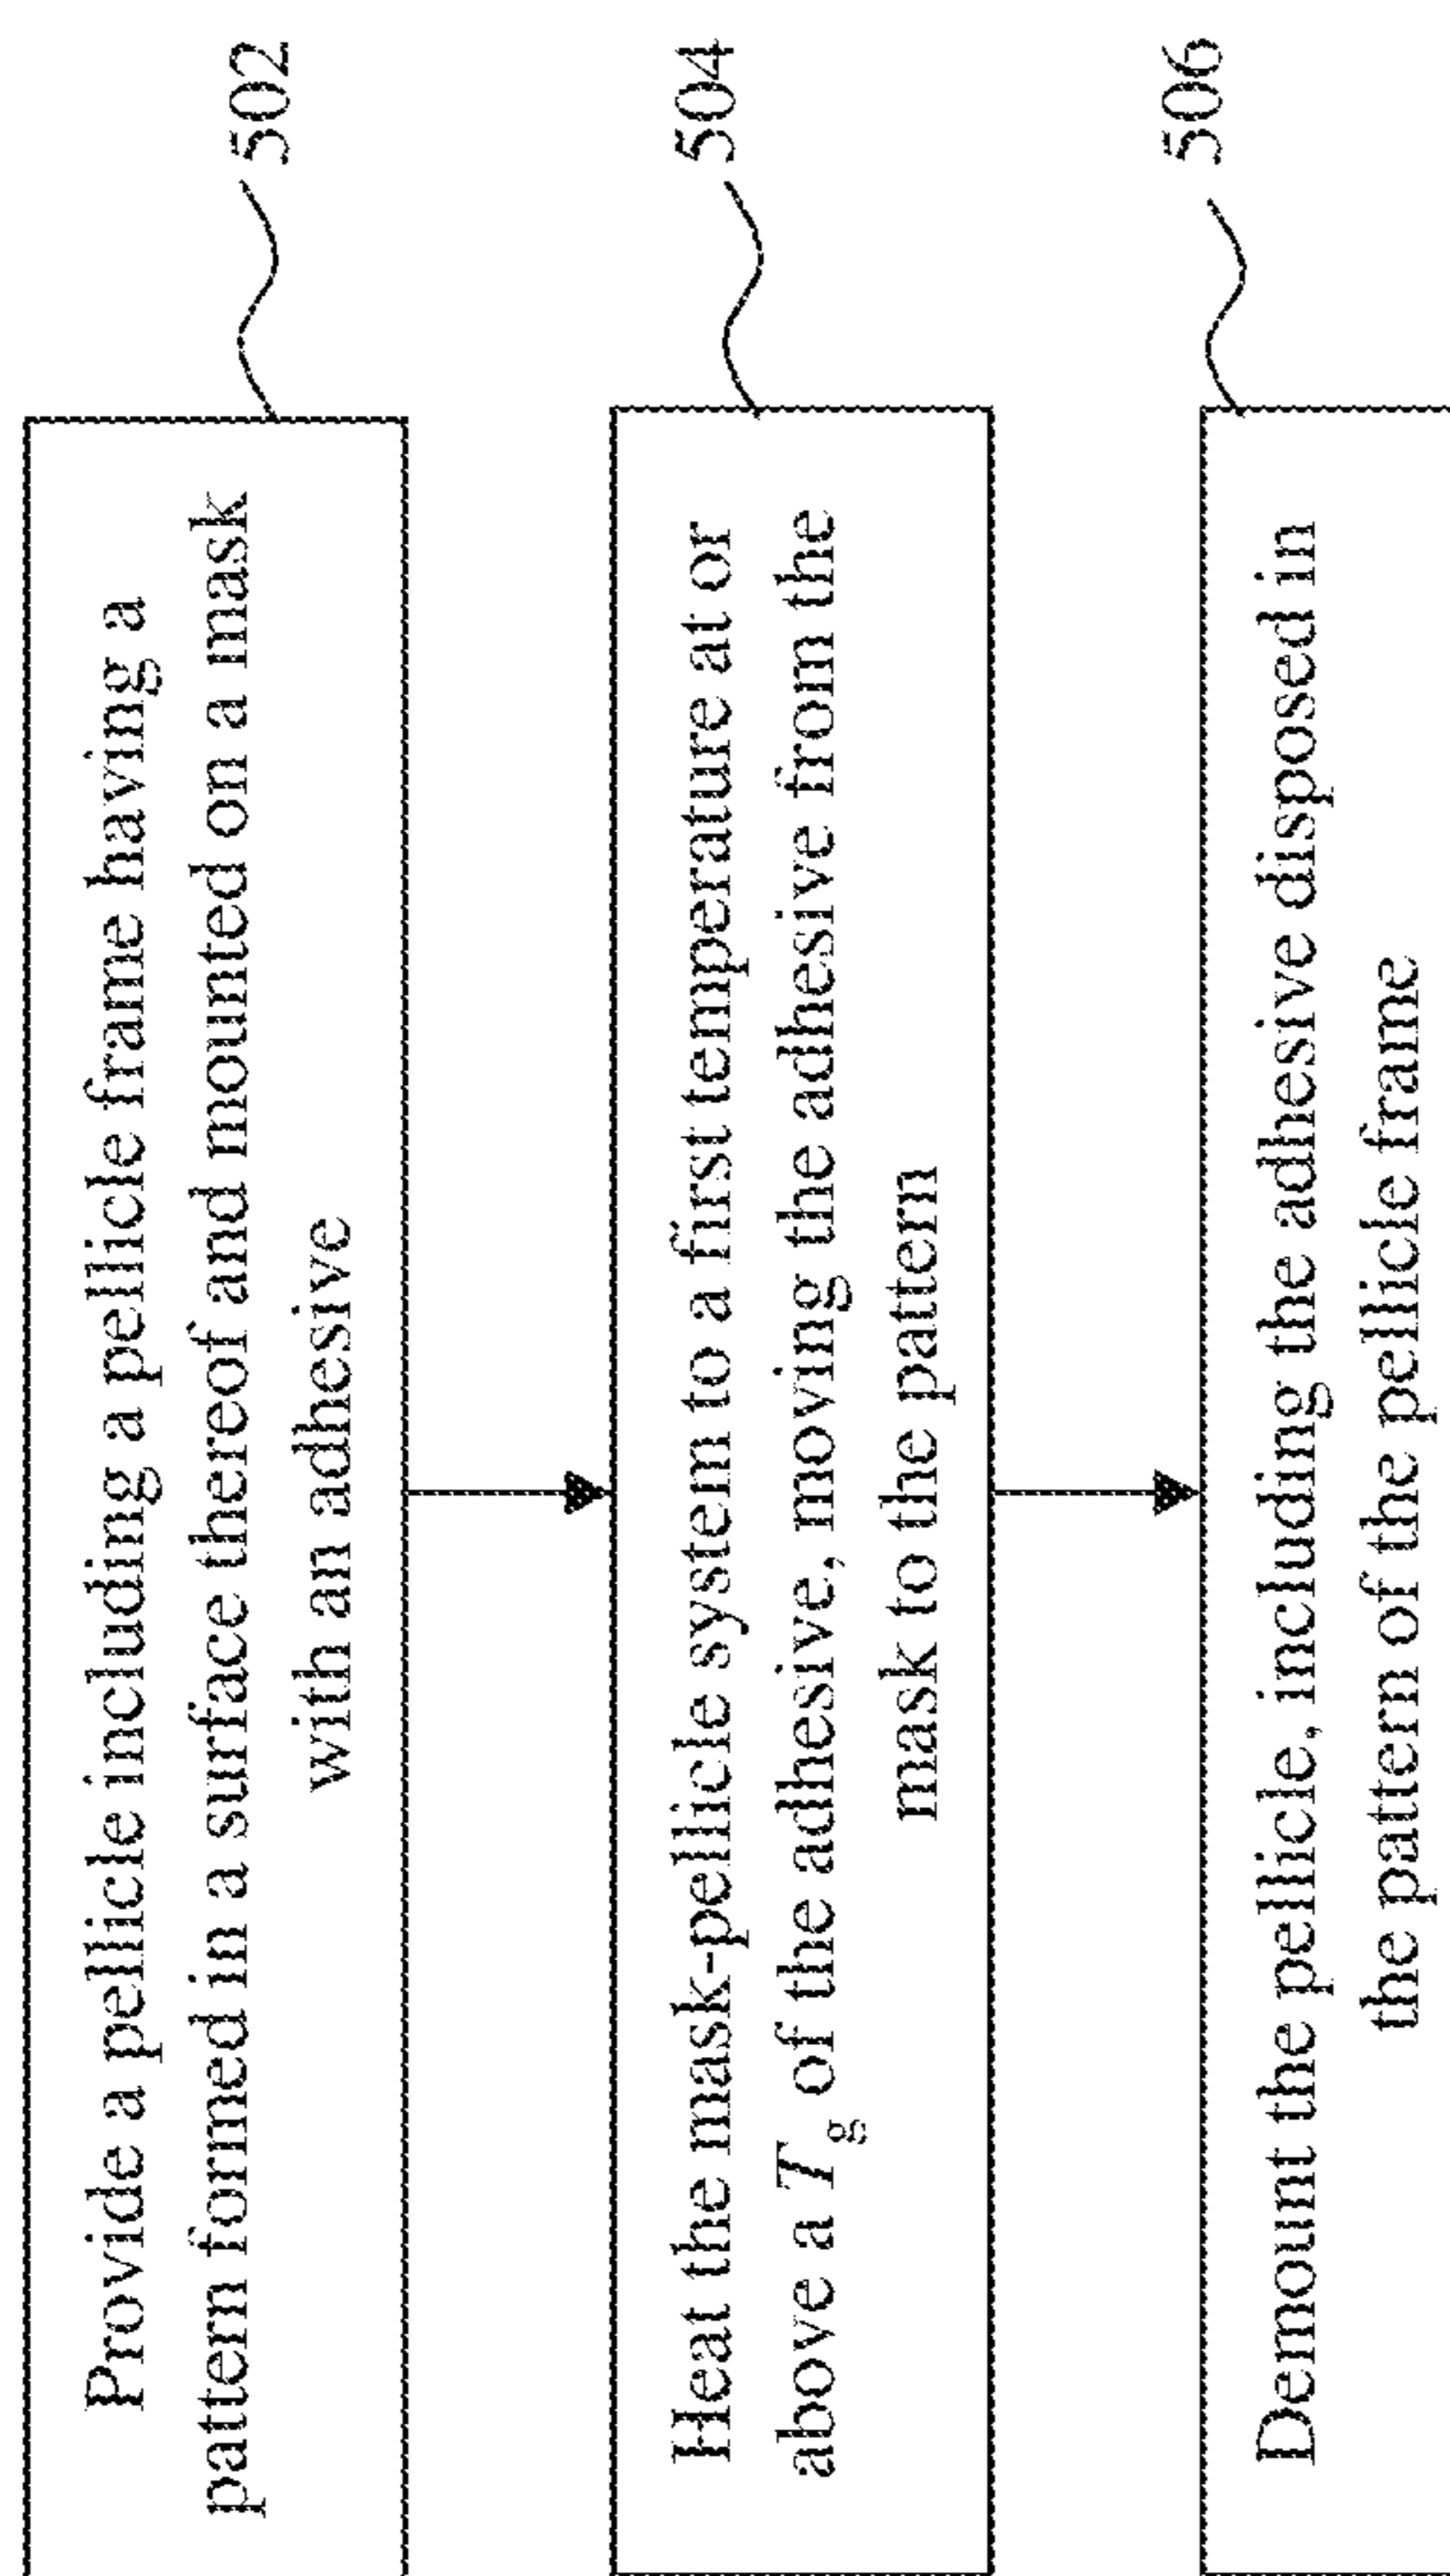 Provide a pellicle including a pellicle frame having a
pattern formed in a surface thereof and mounted on a mask
with an adhesive
502
Heat the mask-pellicle system to a first temperature at or
above a Tg of the adhesive, moving the adhesive from the
mask to the pattern
504
Demount the pellicle, including the adhesive disposed in
the pattern of the pellicle frame
506